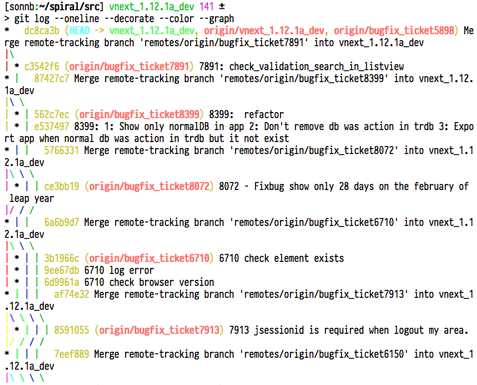 [sonnb:~/spiral/src] vnext_1.12.1a_dev 141 ±
> git log --oneline --decorate --color --graph
*   dc8ca3b (HEAD -> vnext_1.12.1a_dev, origin/vnext_1.12.1a_dev, origin/bugfix_ticket5898) Me
rge remote-tracking branch 'remotes/origin/bugfix_ticket7891' into vnext_1.12.1a_dev
|\
| * c3542f6 (origin/bugfix_ticket7891) 7891: check_validation_search_in_listview
* |   87427c7 Merge remote-tracking branch 'remotes/origin/bugfix_ticket8399' into vnext_1.12.
1a_dev
|\ \
| * | 562c7ec (origin/bugfix_ticket8399) 8399:  refactor
| * | e537497 8399: 1: Show only normalDB in app 2: Don't remove db was action in trdb 3: Expo
rt app when normal db was action in trdb but it not exist
* | |   5766331 Merge remote-tracking branch 'remotes/origin/bugfix_ticket8072' into vnext_1.1
2.1a_dev
|\ \ \
| * | | ce3bb19 (origin/bugfix_ticket8072) 8072 - Fixbug show only 28 days on the february of
 leap year
|/ / /
* | |   6a6b9d7 Merge remote-tracking branch 'remotes/origin/bugfix_ticket6710' into vnext_1.1
2.1a_dev
|\ \ \
| * | | 3b1966c (origin/bugfix_ticket6710) 6710 check element exists
| * | | 9ee67db 6710 log error
| * | | 6d9961a 6710 check browser version
* | | |   af74e32 Merge remote-tracking branch 'remotes/origin/bugfix_ticket7913' into vnext_1
.12.1a_dev
|\ \ \ \
| * | | | 8591055 (origin/bugfix_ticket7913) 7913 jsessionid is required when logout my area.
|/ / / /
* | | |   7eef889 Merge remote-tracking branch 'remotes/origin/bugfix_ticket6150' into vnext_1
.12.1a_dev
|\ \ \ \